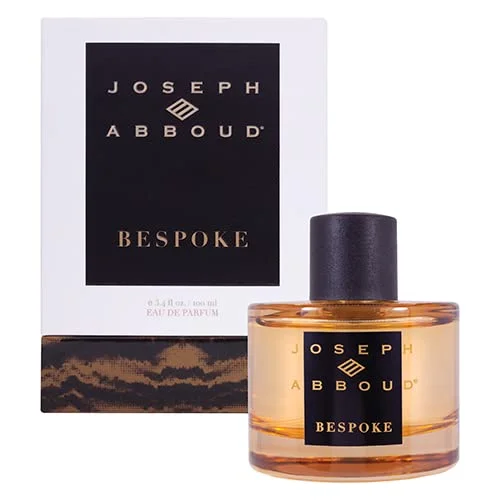 JOSEPH
ABBOUD®
BESPOKE
e 3.4 fl oz. / 100 ml
EAU DE PARFUM
JOSEPH
ABBOUD®
BESPOKE